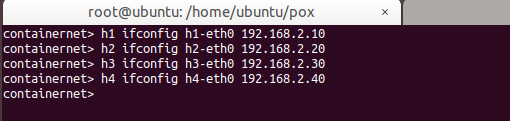 root@ubuntu: /home/ubuntu/pox ×
containernet> h1 ifconfig h1-eth0 192.168.2.10
containernet> h2 ifconfig h2-eth0 192.168.2.20
containernet> h3 ifconfig h3-eth0 192.168.2.30
containernet> h4 ifconfig h4-eth0 192.168.2.40
containernet>